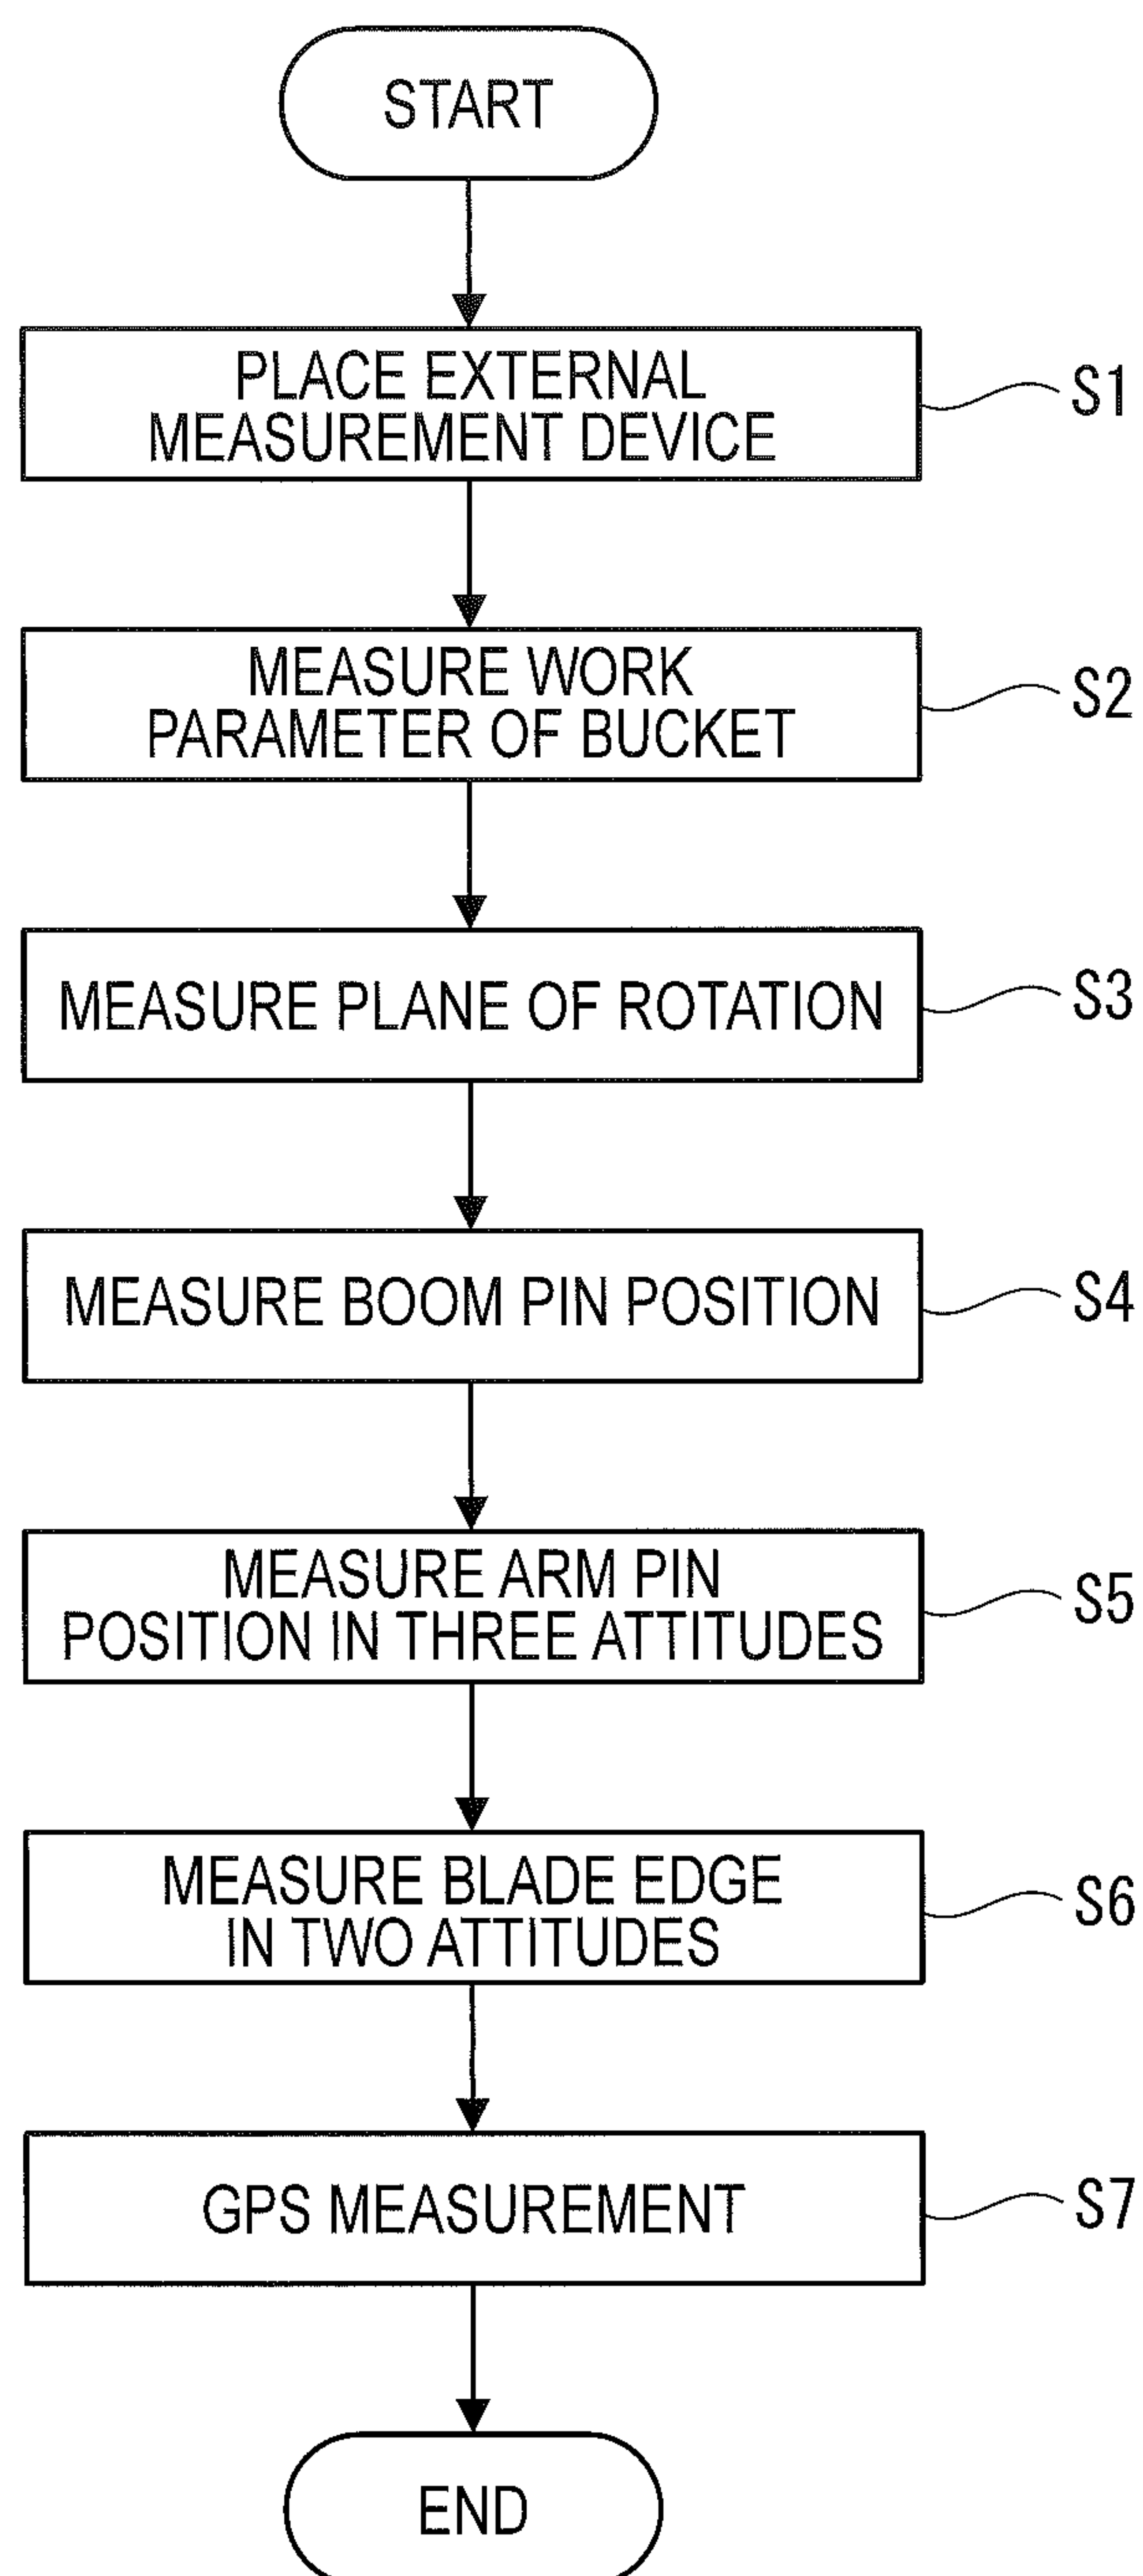 START
PLACE EXTERNAL
MEASUREMENT DEVICE
S1
MEASURE WORK
PARAMETER OF BUCKET
S2
MEASURE PLANE OF ROTATION
S3
MEASURE BOOM PIN POSITION
S4
MEASURE ARM PIN
POSITION IN THREE ATTITUDES
S5
MEASURE BLADE EDGE
IN TWO ATTITUDES
S6
GPS MEASUREMENT
S7
END